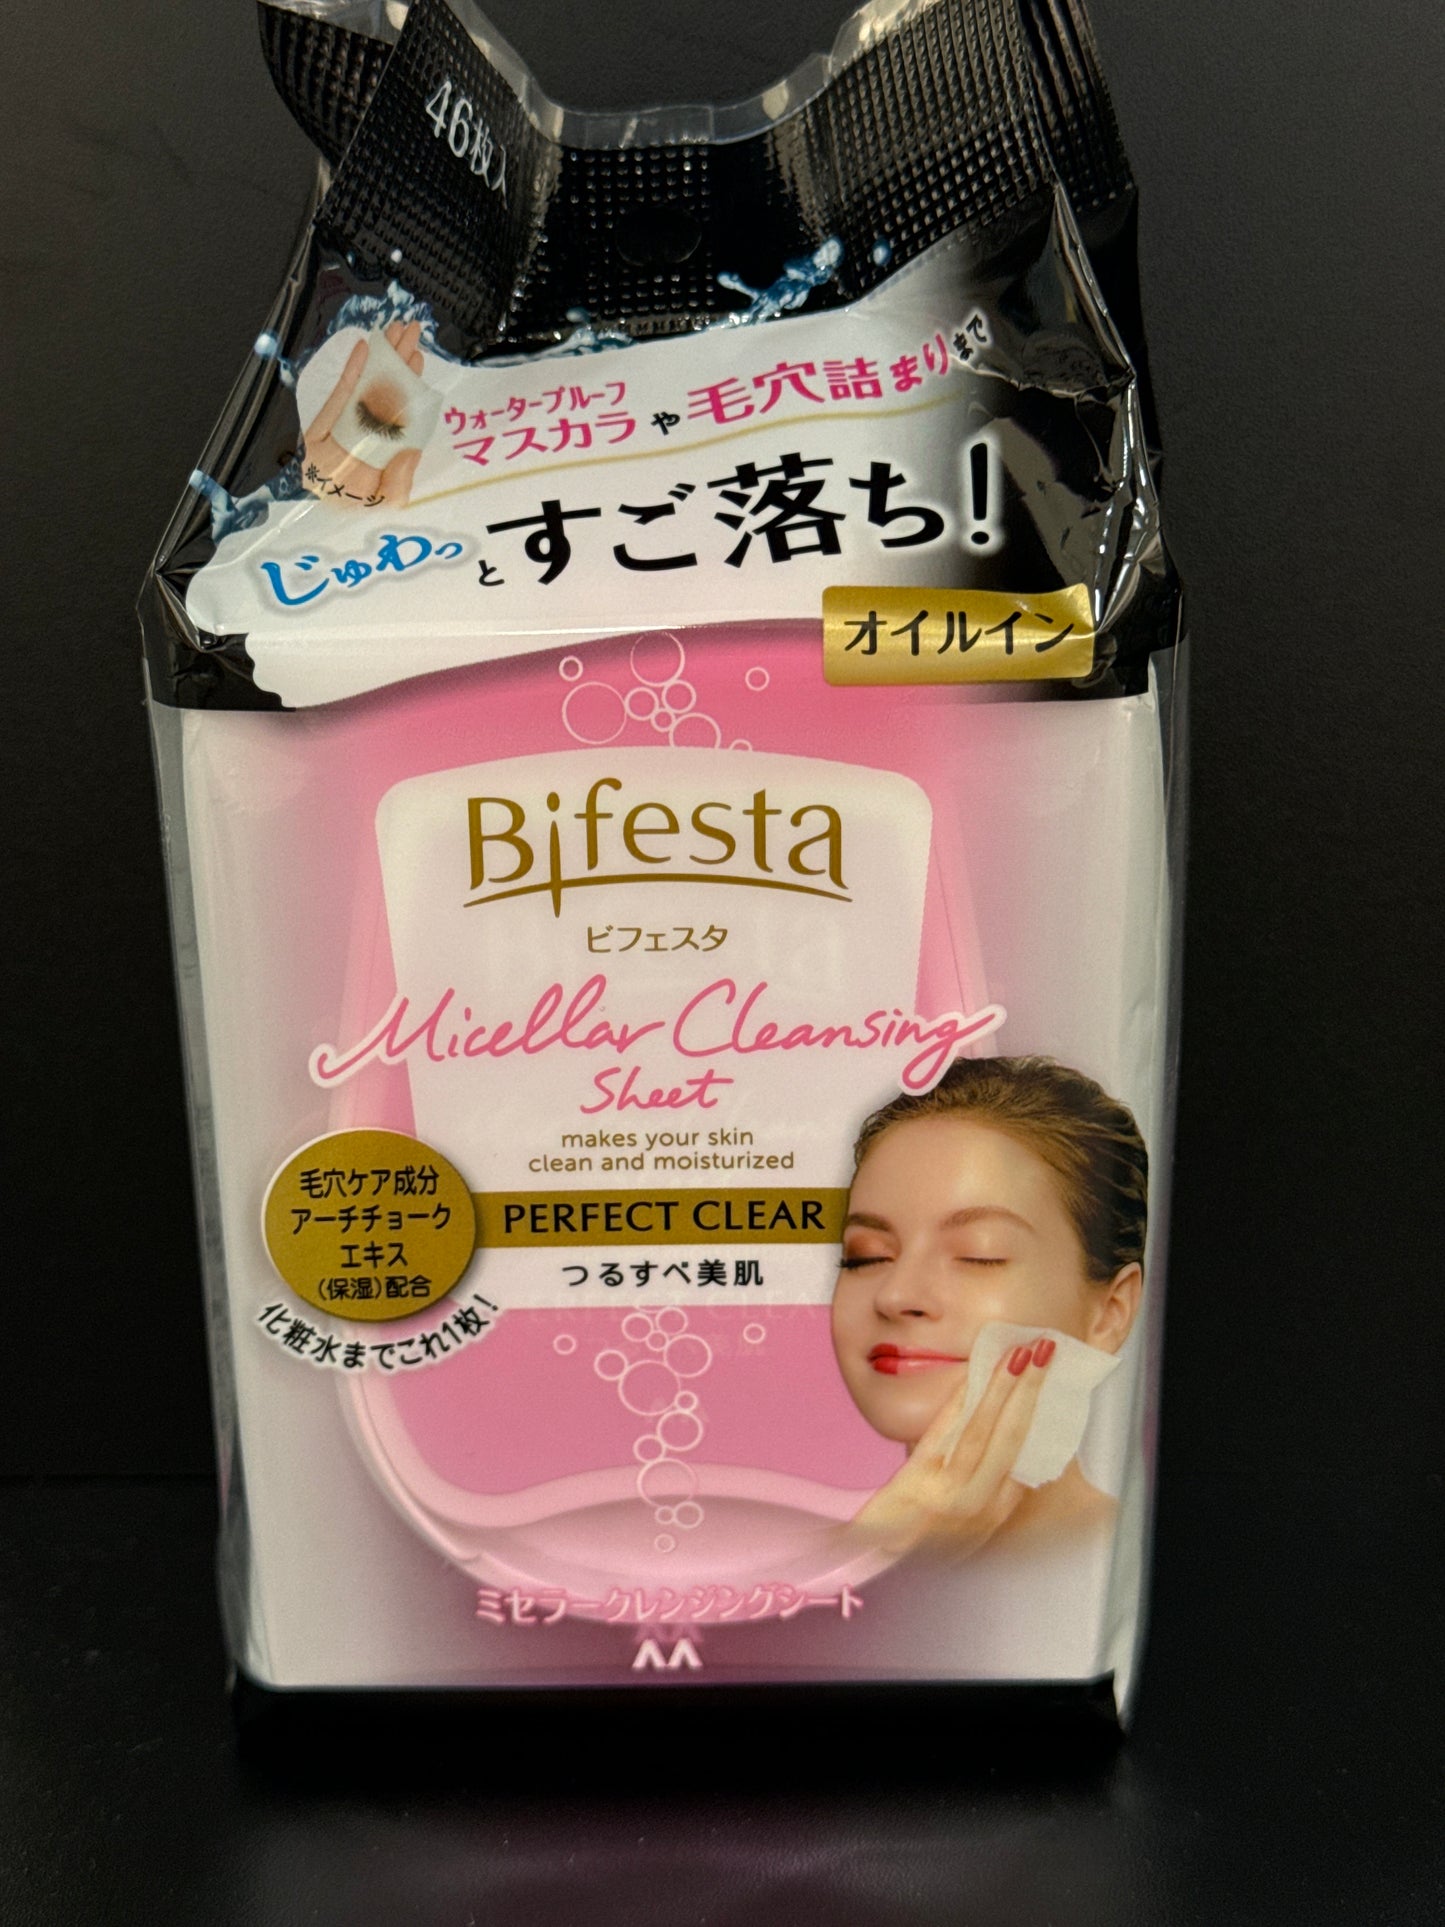 46枚入
ウォータープルーフ
マスカラや毛穴詰まりまで
※イメージ
じゅわっとすご落ち!
オイルイン
Bifesta
ビフェスタ
Micellar Cleansing
Sheet
makes your skin
clean and moisturized
PERFECT CLEAR
つるすべ美肌
毛穴ケア成分
アーチチョーク
エキス
(保湿)配合
化粧水までこれ1枚!
ミセラークレンジングシート